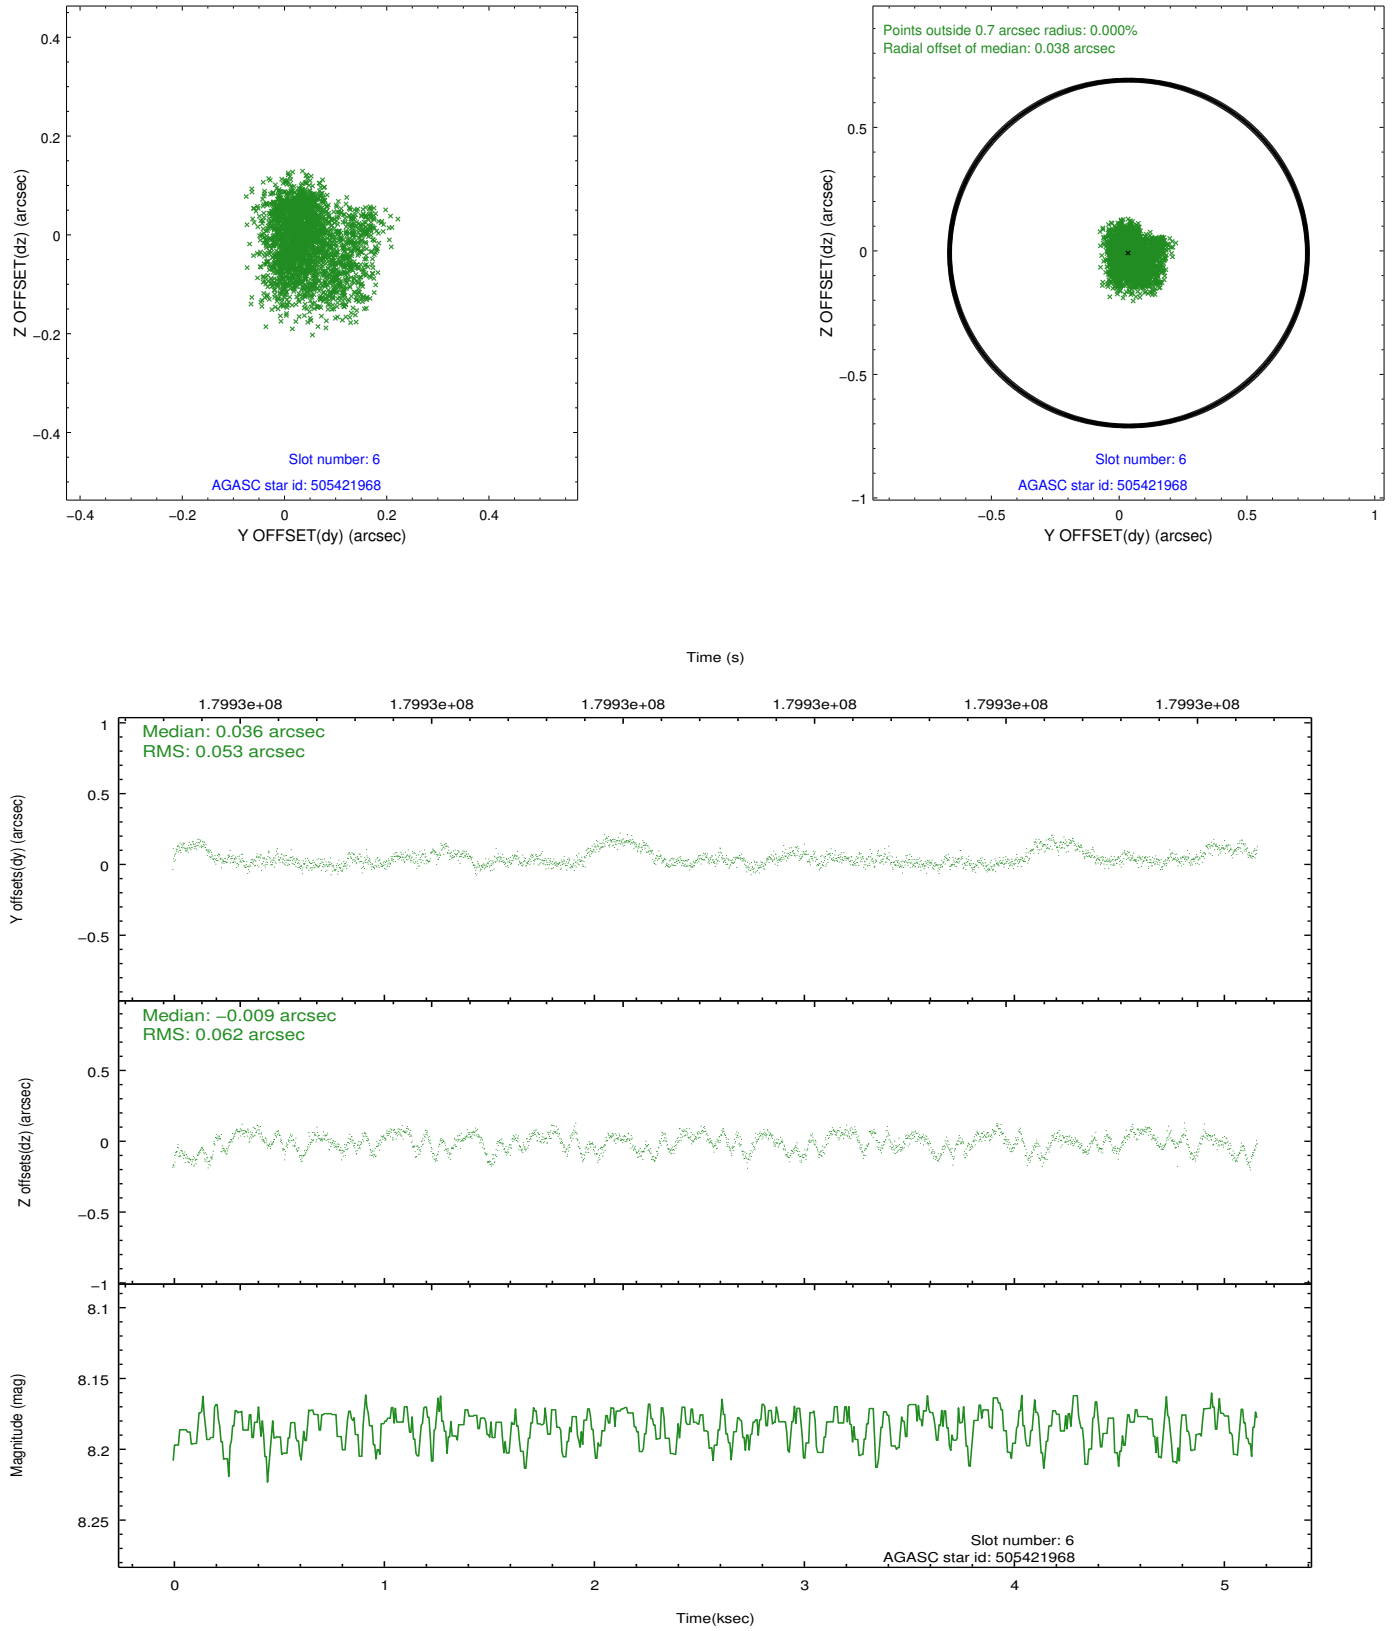 0.4
0.2
0
−0.2
−0.4
Z OFFSET(dz) (arcsec)
Slot number: 6
AGASC star id: 505421968
−0.4 −0.2 0 0.2 0.4
Y OFFSET(dy) (arcsec)
Points outside 0.7 arcsec radius: 0.000%
Radial offset of median: 0.038 arcsec
0.5
0
−0.5
−1
Z OFFSET(dz) (arcsec)
Slot number: 6
AGASC star id: 505421968
−0.5 0 0.5 1
Y OFFSET(dy) (arcsec)
Time (s)
1.7993e+08 1.7993e+08 1.7993e+08 1.7993e+08 1.7993e+08 1.7993e+08
Median: 0.036 arcsec
RMS: 0.053 arcsec
1
0.5
0
−0.5
Y offsets(dy) (arcsec)
Median: −0.009 arcsec
RMS: 0.062 arcsec
0.5
0
−0.5
−1
Z offsets(dz) (arcsec)
8.1
8.15
8.2
8.25
Magnitude (mag)
Slot number: 6
AGASC star id: 505421968
0 1 2 3 4 5
Time(ksec)